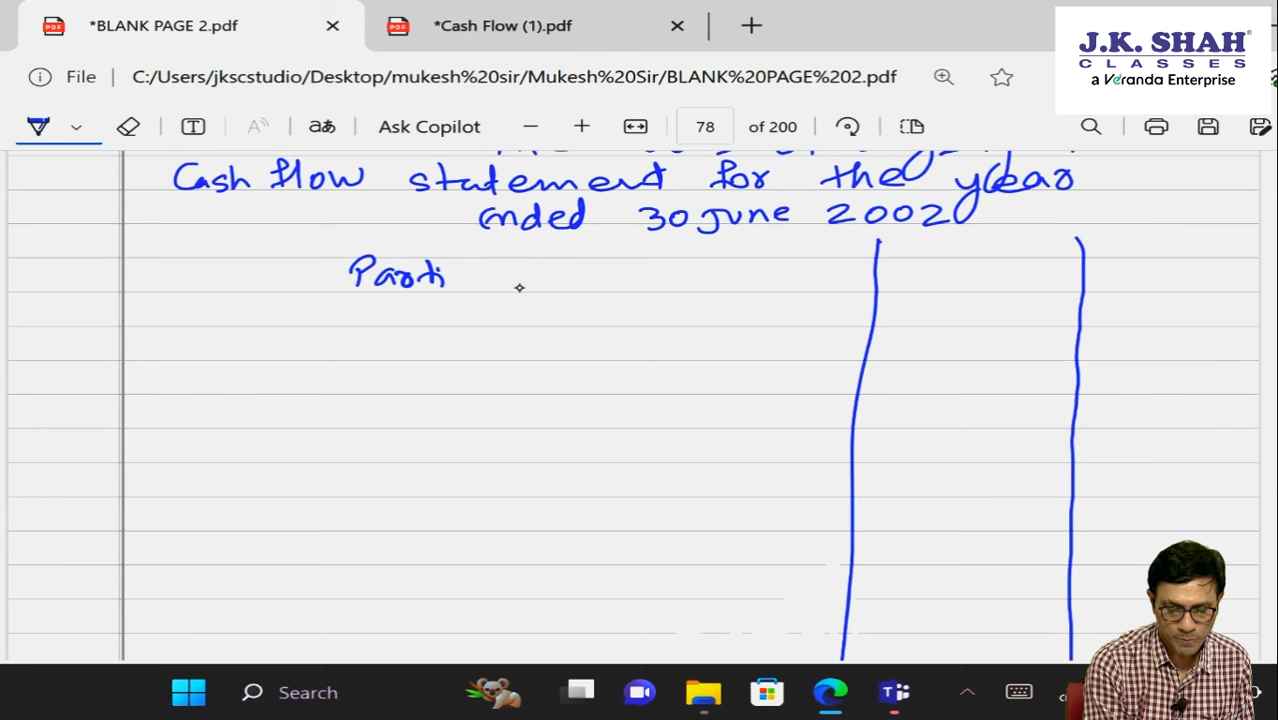 *BLANK PAGE 2.pdf
*Cash Flow (1).pdf
J.K. SHAH®
CLASSES
a Veranda Enterprise
File
C:/Users/jkscstudio/Desktop/mukesh%20sir/Mukesh%20Sir/BLANK%20PAGE%202.pdf
Ask Copilot
78
of 200
Cash flow statement for the year
ended 30 June 2002
Parti
Search